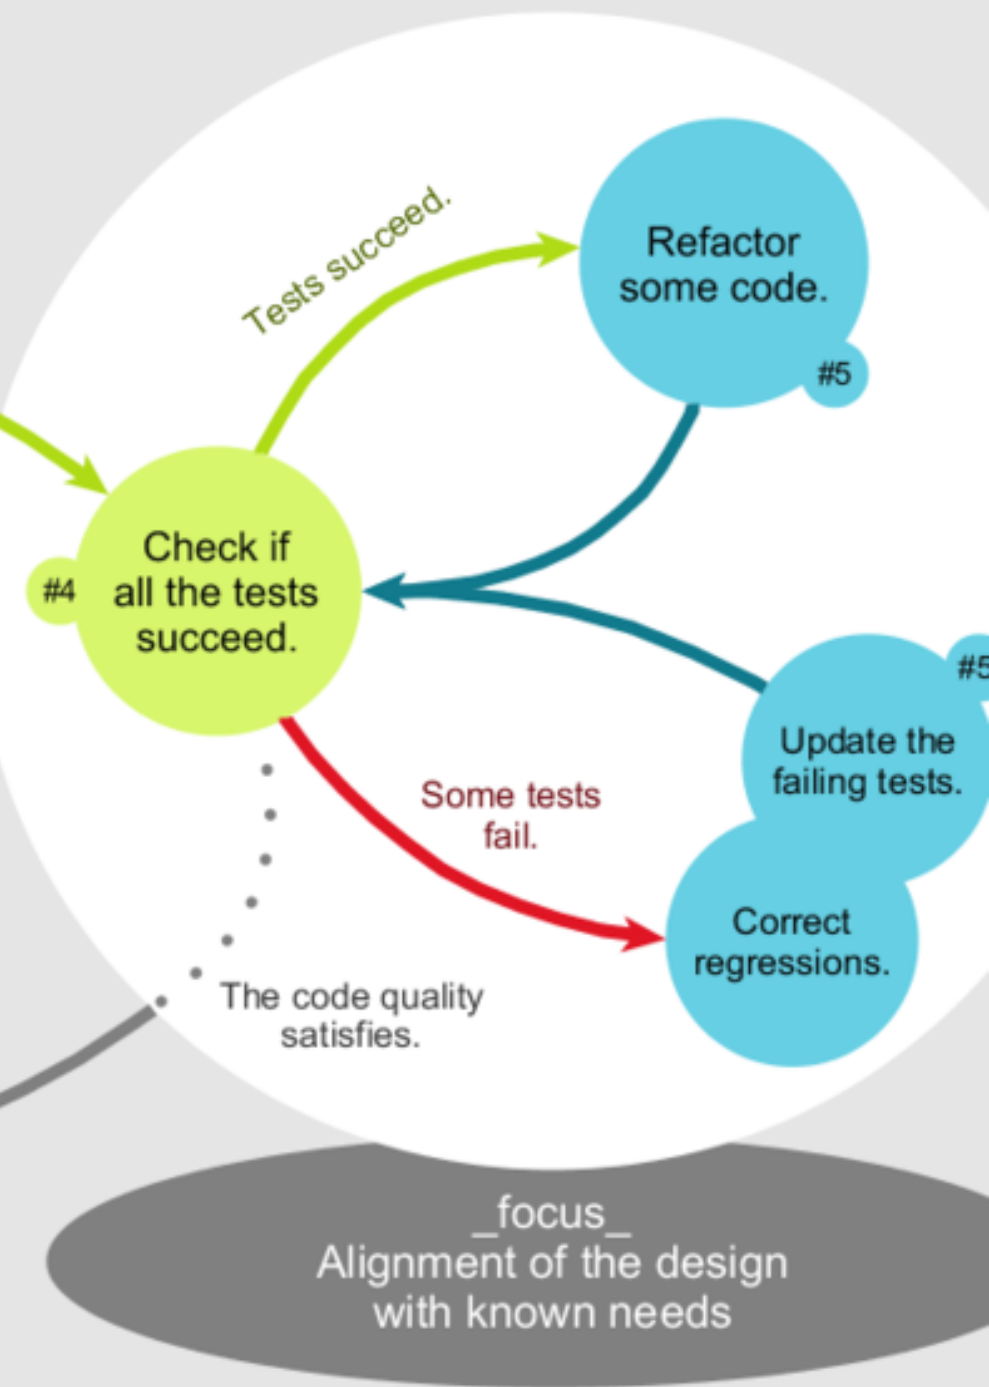 Tests succeed.
Refactor
some code.
#5
Check if
all the tests
succeed.
#4
#5
Update the
failing tests.
Some tests
fail.
Correct
regressions.
The code quality
satisfies.
_focus_
Alignment of the design
with known needs